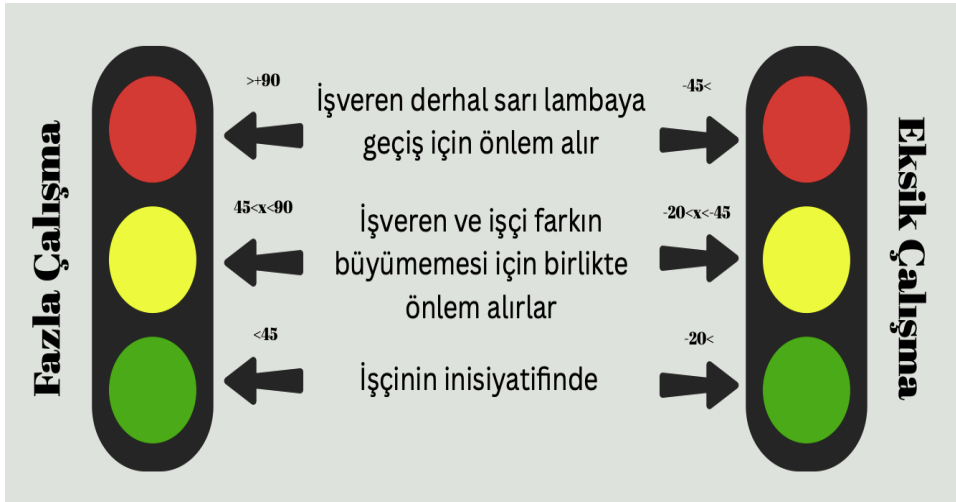 Fazla Çalışma
>+90
İşveren derhal sarı lambaya
geçiş için önlem alır
-45<
45<x<90
İşveren ve işçi farkın
büyümemesi için birlikte
önlem alırlar
-20<x<-45
<45
İşçinin inisiyatifinde
-20<
Eksik Çalışma